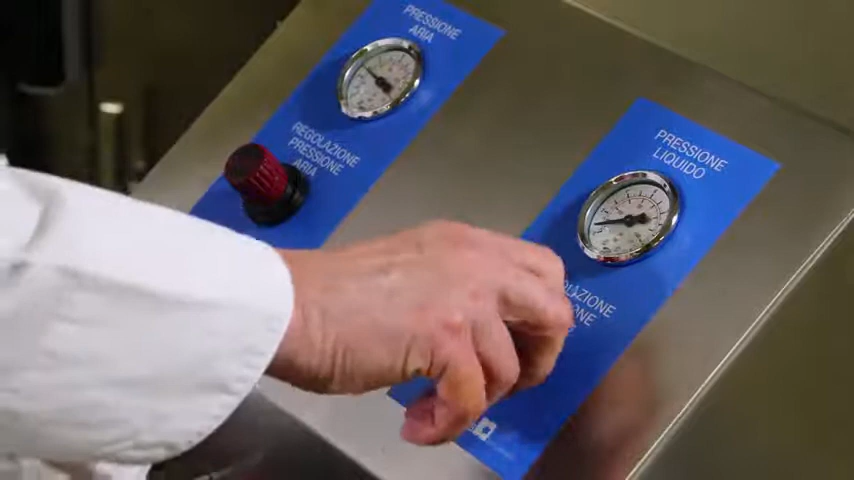 PRESSIONE
ARIA
REGOLAZIONE
PRESSIONE
ARIA
PRESSIONE
LIQUIDO